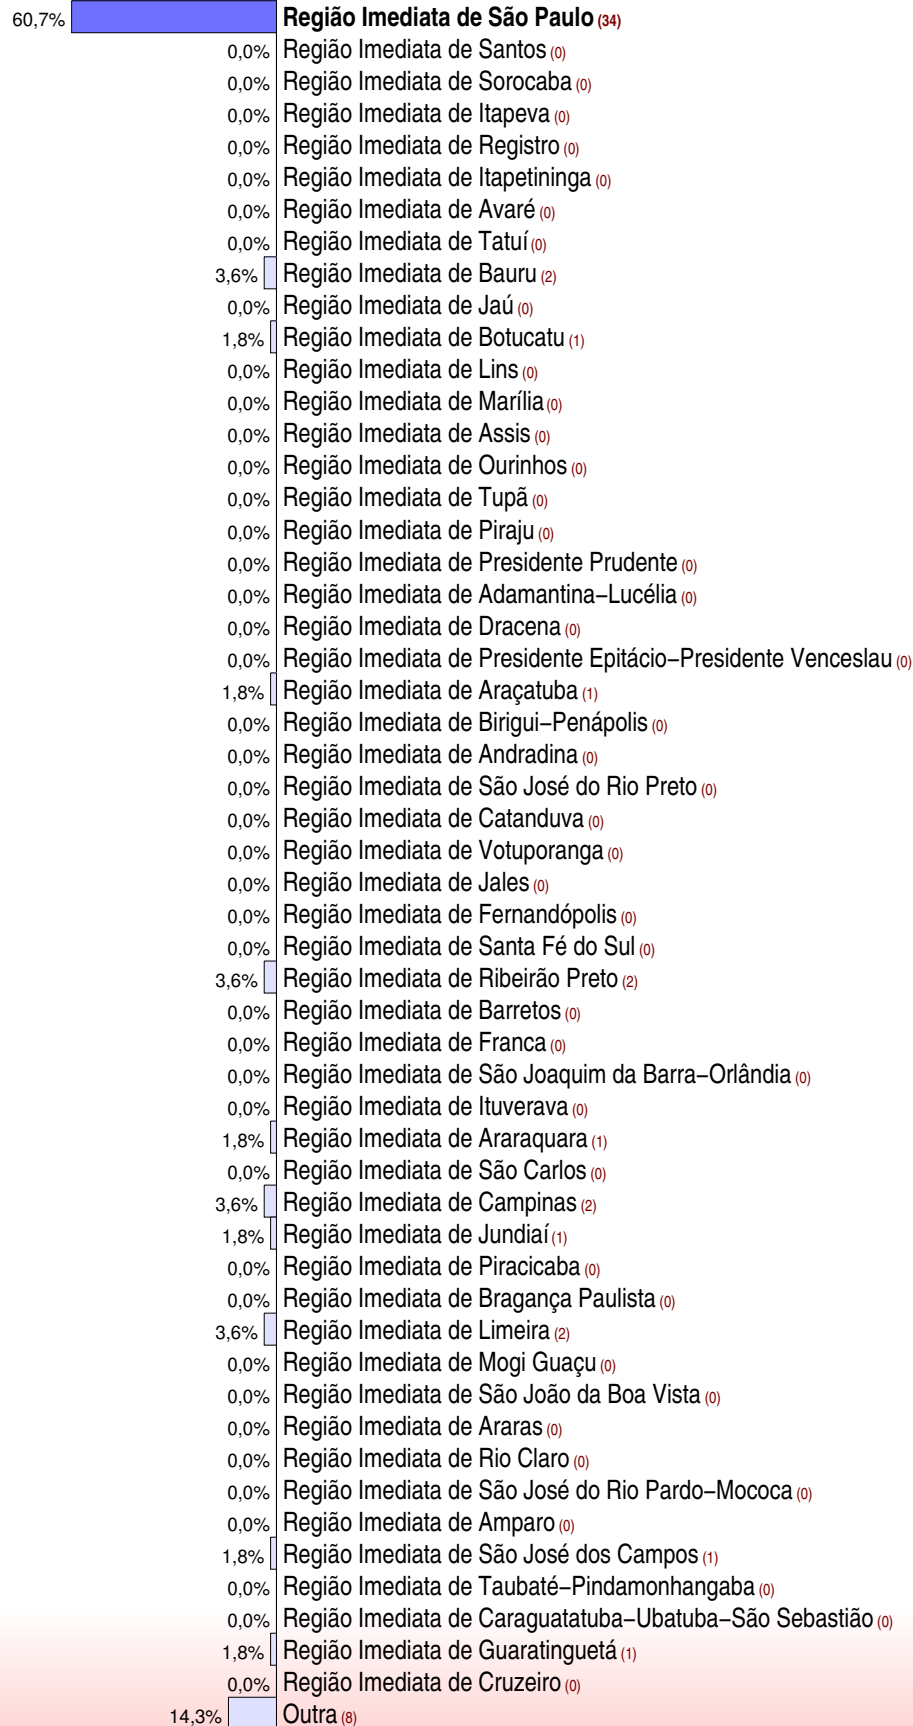 60,7% Região Imediata de São Paulo (34)
0,0% Região Imediata de Santos (0)
0,0% Região Imediata de Sorocaba (0)
0,0% Região Imediata de Itapeva (0)
0,0% Região Imediata de Registro (0)
0,0% Região Imediata de Itapetininga (0)
0,0% Região Imediata de Avaré (0)
0,0% Região Imediata de Tatuí (0)
3,6% Região Imediata de Bauru (2)
0,0% Região Imediata de Jaú (0)
1,8% Região Imediata de Botucatu (1)
0,0% Região Imediata de Lins (0)
0,0% Região Imediata de Marília (0)
0,0% Região Imediata de Assis (0)
0,0% Região Imediata de Ourinhos (0)
0,0% Região Imediata de Tupã (0)
0,0% Região Imediata de Piraju (0)
0,0% Região Imediata de Presidente Prudente (0)
0,0% Região Imediata de Adamantina−Lucélia (0)
0,0% Região Imediata de Dracena (0)
0,0% Região Imediata de Presidente Epitácio−Presidente Venceslau (0)
1,8% Região Imediata de Araçatuba (1)
0,0% Região Imediata de Birigui−Penápolis (0)
0,0% Região Imediata de Andradina (0)
0,0% Região Imediata de São José do Rio Preto (0)
0,0% Região Imediata de Catanduva (0)
0,0% Região Imediata de Votuporanga (0)
0,0% Região Imediata de Jales (0)
0,0% Região Imediata de Fernandópolis (0)
0,0% Região Imediata de Santa Fé do Sul (0)
3,6% Região Imediata de Ribeirão Preto (2)
0,0% Região Imediata de Barretos (0)
0,0% Região Imediata de Franca (0)
0,0% Região Imediata de São Joaquim da Barra−Orlândia (0)
0,0% Região Imediata de Ituverava (0)
1,8% Região Imediata de Araraquara (1)
0,0% Região Imediata de São Carlos (0)
3,6% Região Imediata de Campinas (2)
1,8% Região Imediata de Jundiaí (1)
0,0% Região Imediata de Piracicaba (0)
0,0% Região Imediata de Bragança Paulista (0)
3,6% Região Imediata de Limeira (2)
0,0% Região Imediata de Mogi Guaçu (0)
0,0% Região Imediata de São João da Boa Vista (0)
0,0% Região Imediata de Araras (0)
0,0% Região Imediata de Rio Claro (0)
0,0% Região Imediata de São José do Rio Pardo−Mococa (0)
0,0% Região Imediata de Amparo (0)
1,8% Região Imediata de São José dos Campos (1)
0,0% Região Imediata de Taubaté−Pindamonhangaba (0)
0,0% Região Imediata de Caraguatatuba−Ubatuba−São Sebastião (0)
1,8% Região Imediata de Guaratinguetá (1)
0,0% Região Imediata de Cruzeiro (0)
14,3% Outra (8)